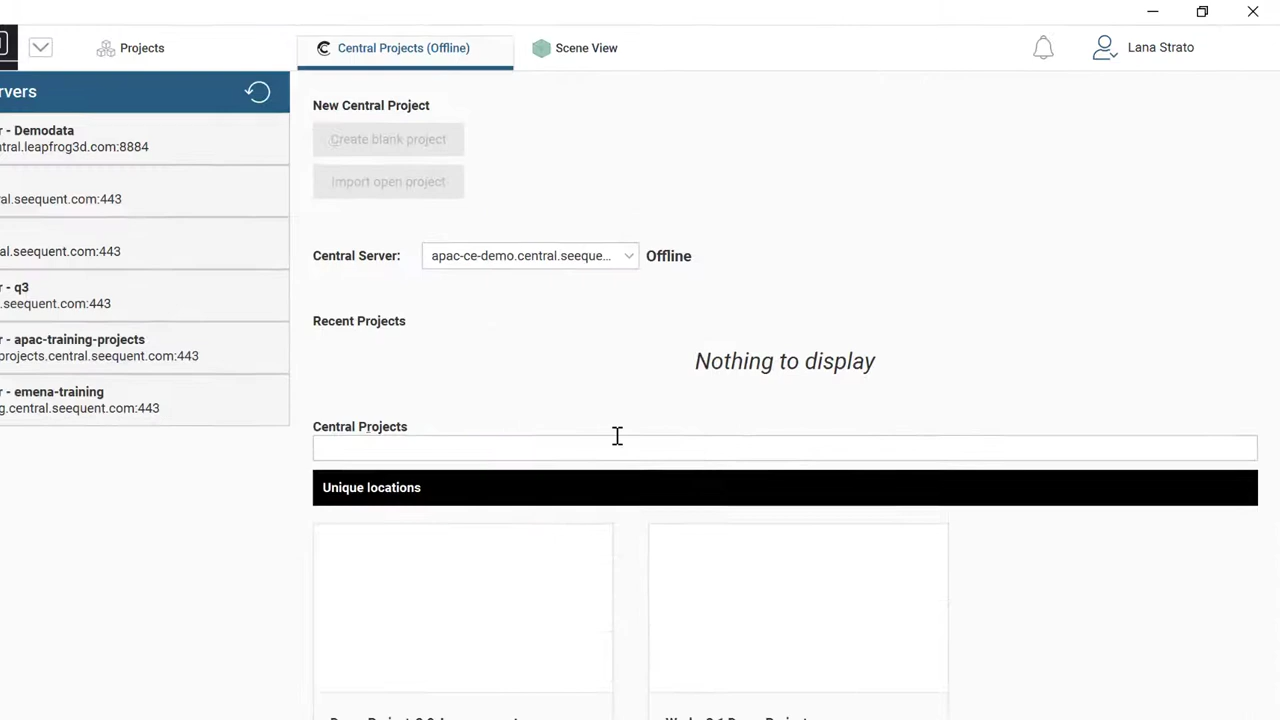 Projects
Central Projects (Offline)
Scene View
Lana Strato
rvers
r - Demodata
ntral.leapfrog3d.com:8884
ral.seequent.com:443
al.seequent.com:443
r - q3
.seequent.com:443
r - apac-training-projects
projects.central.seequent.com:443
r - emena-training
g.central.seequent.com:443
New Central Project
Create blank project
Import open project
Central Server:
apac-ce-demo.central.seeque...
Offline
Recent Projects
Nothing to display
Central Projects
Unique locations